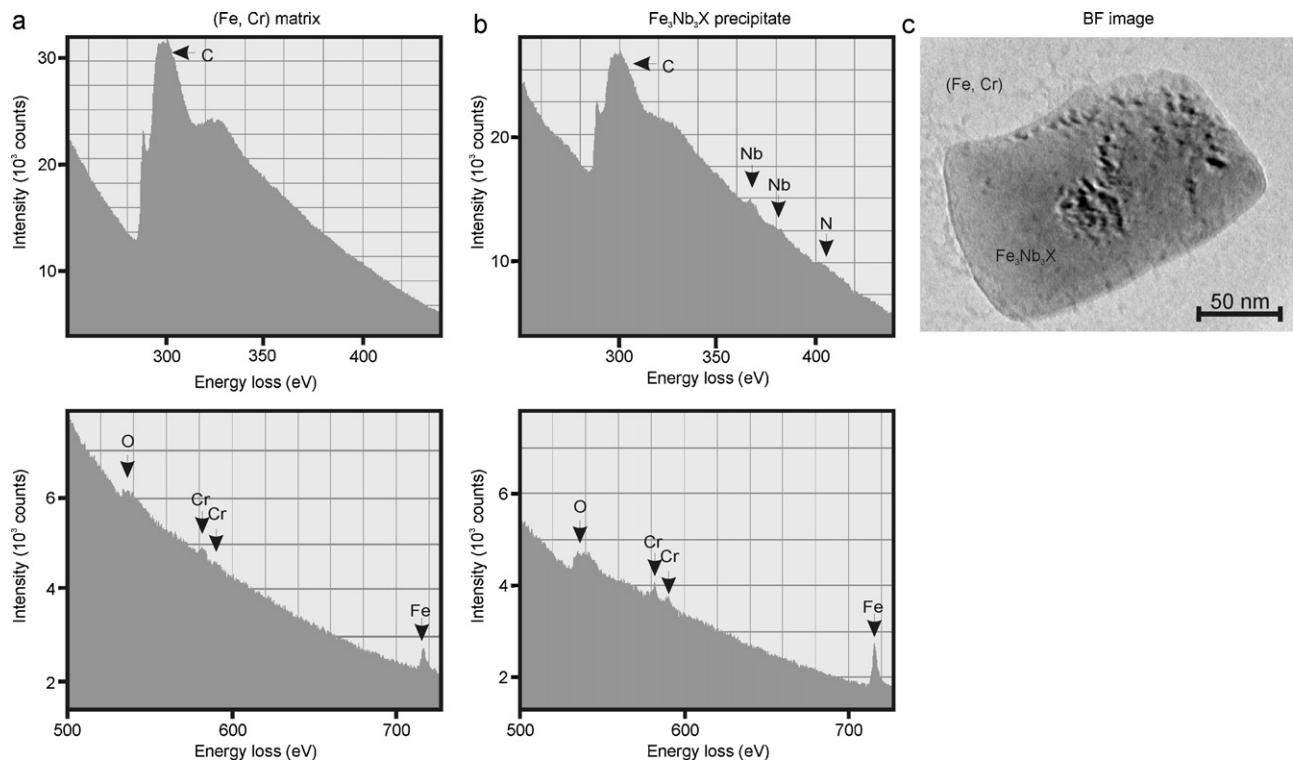 a
(Fe, Cr) matrix
Intensity (10³ counts)
30
20
10
C
300
350
400
Energy loss (eV)
Intensity (10³ counts)
6
4
2
O
Cr
Cr
Fe
500
600
700
Energy loss (eV)
b
Fe₃Nb₃X precipitate
Intensity (10³ counts)
20
10
C
Nb
Nb
N
300
350
400
Energy loss (eV)
Intensity (10³ counts)
6
4
2
O
Cr
Cr
Fe
500
600
700
Energy loss (eV)
c
BF image
(Fe, Cr)
Fe₃Nb₃X
50 nm